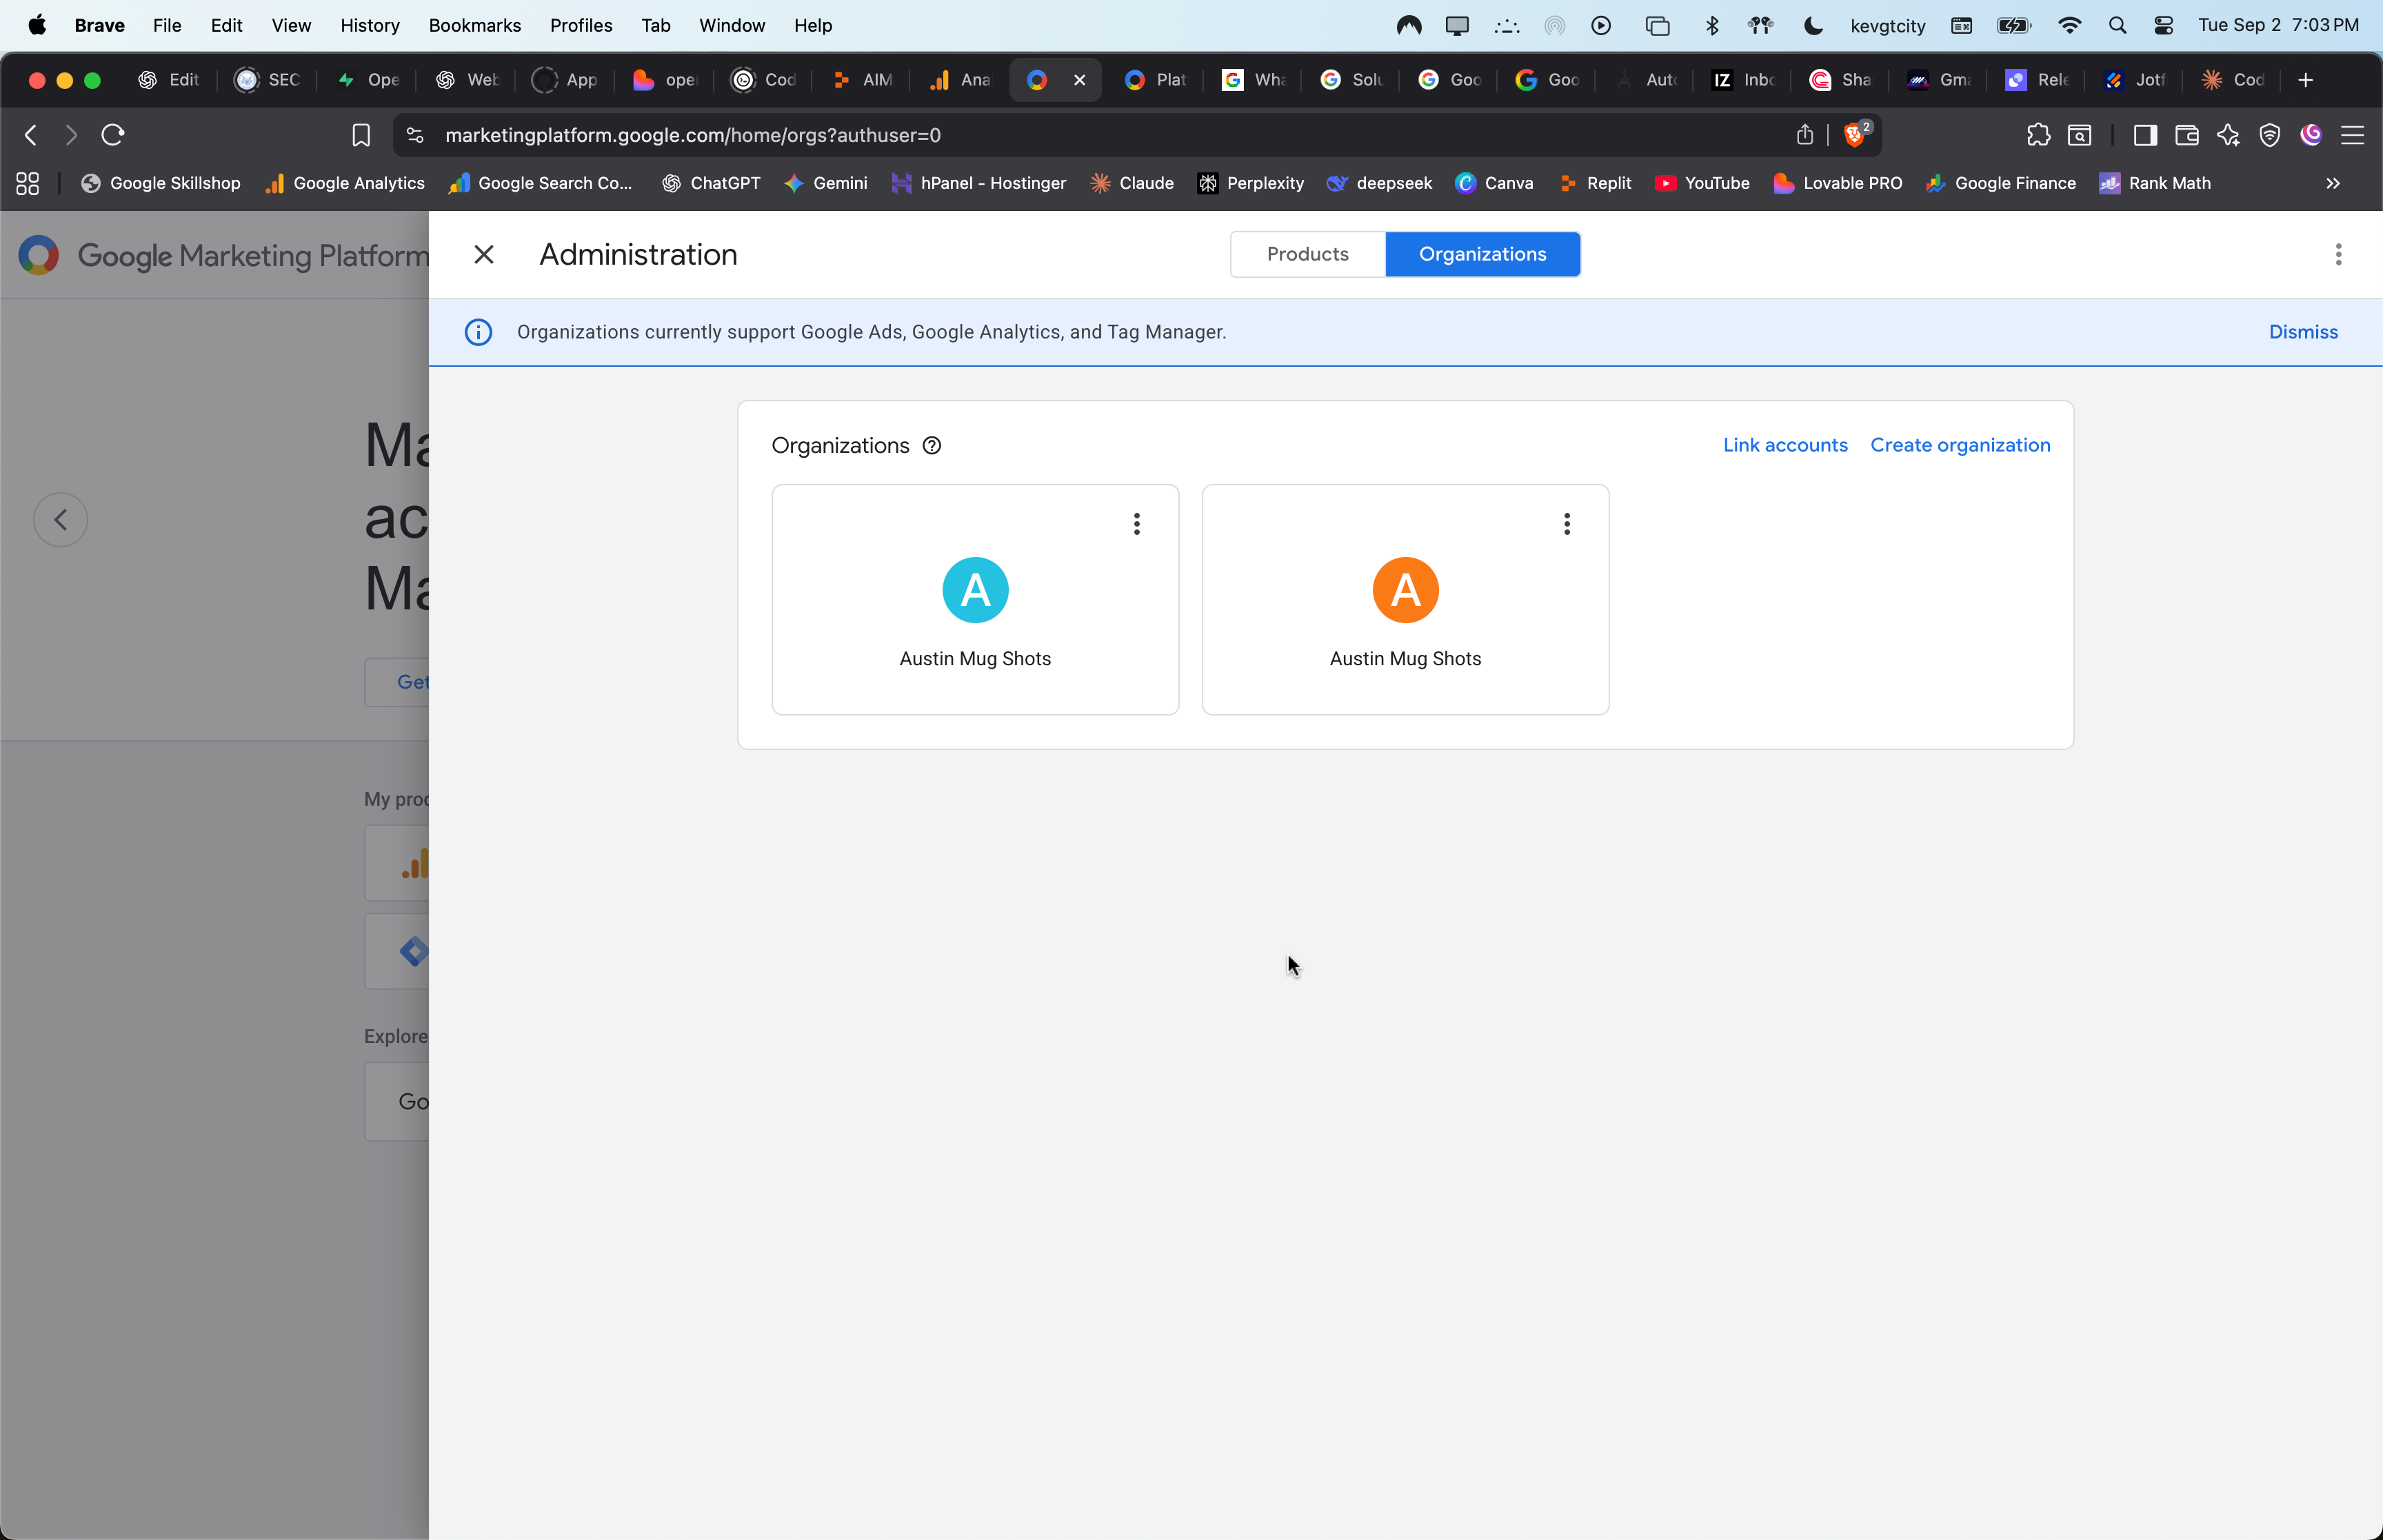 Brave File Edit View History Bookmarks Profiles Tab Window Help kevgtcity Tue Sep 2 7:03 PM
Edit SEC Ope Web App ope Cod AIM Ana Plat Wha Solu Goo Goo Auto IZ Inbo Sha Gma Rele Jotf Cod
marketingplatform.google.com/home/orgs?authuser=0 2
Google Skillshop Google Analytics Google Search Co... ChatGPT Gemini hPanel - Hostinger Claude Perplexity deepseek Canva Replit YouTube Lovable PRO Google Finance Rank Math
Google Marketing Platform
Administration
Products Organizations
Organizations currently support Google Ads, Google Analytics, and Tag Manager. Dismiss
Organizations Link accounts Create organization
A A
Austin Mug Shots Austin Mug Shots
Ma
ac
Ma
Get
My prod
Explore
Go